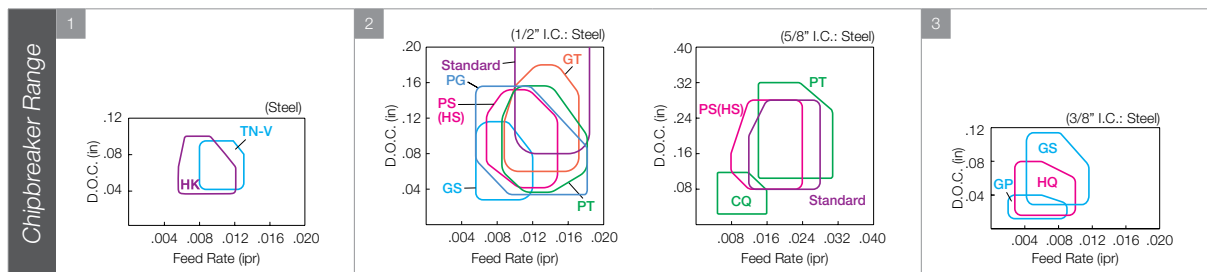 Chipbreaker Range
1
(Steel)
.12
.08
.04
D.O.C. (in)
TN-V
HK
.004 .008 .012 .016 .020
Feed Rate (ipr)
2
(1/2" I.C.: Steel)
.20
.16
.12
.08
.04
D.O.C. (in)
Standard
GT
PG
PS
(HS)
GS
PT
.004 .008 .012 .016 .020
Feed Rate (ipr)
(5/8" I.C.: Steel)
.40
.32
.24
.16
.08
D.O.C. (in)
PT
PS(HS)
CQ
Standard
.008 .016 .024 .032 .040
Feed Rate (ipr)
3
(3/8" I.C.: Steel)
.12
.08
.04
D.O.C. (in)
GS
GP
HQ
.004 .008 .012 .016 .020
Feed Rate (ipr)